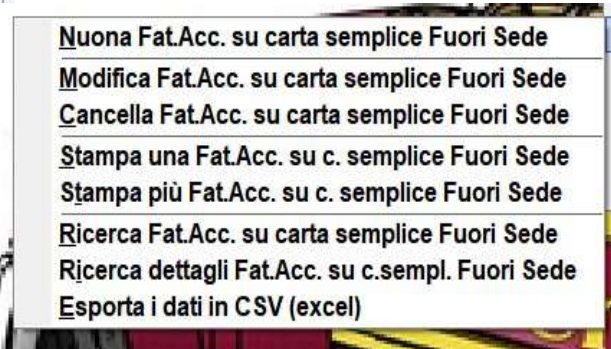 Nuona Fat.Acc. su carta semplice Fuori Sede
Modifica Fat.Acc. su carta semplice Fuori Sede
Cancella Fat.Acc. su carta semplice Fuori Sede
Stampa una Fat.Acc. su c. semplice Fuori Sede
Stampa più Fat.Acc. su c. semplice Fuori Sede
Ricerca Fat.Acc. su carta semplice Fuori Sede
Ricerca dettagli Fat.Acc. su c.sempl. Fuori Sede
Esporta i dati in CSV (excel)